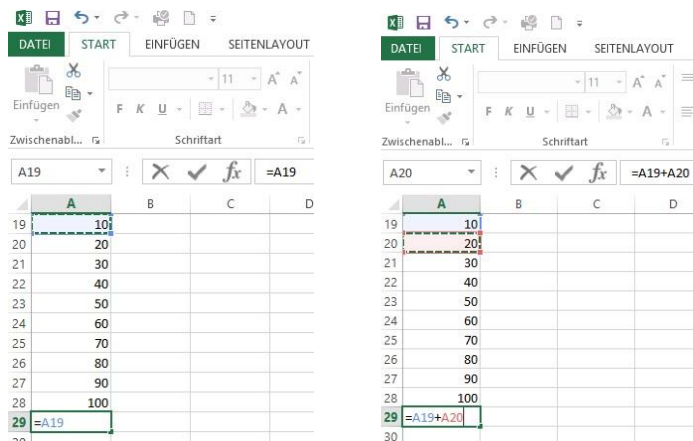 DATEI START EINFÜGEN SEITENLAYOUT
Einfügen
11 A A
F K U A
Zwischenabl... Schriftart
A19 fx =A19
A B C D
19 10
20 20
21 30
22 40
23 50
24 60
25 70
26 80
27 90
28 100
29 =A19
DATEI START EINFÜGEN SEITENLAYOUT
Einfügen
11 A A
F K U A
Zwischenabl... Schriftart
A20 fx =A19+A20
A B C D
19 10
20 20
21 30
22 40
23 50
24 60
25 70
26 80
27 90
28 100
29 =A19+A20
30